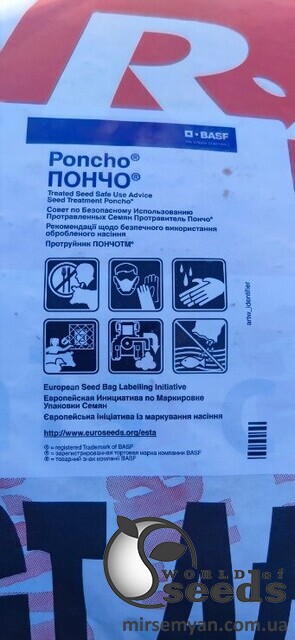 R
BASF
Poncho®
ПОНЧО®
Treated Seed Safe Use Advice
Seed Treatment Poncho®
Совет по Безопасному Использованию
Протравленных Семян Протравитель Пончо®
Рекомендації щодо безпечного використання
обробленого насіння
Протруйник ПОНЧОTM®
artw_identifier
European Seed Bag Labelling Initiative
Европейская Инициатива по Маркировке
Упаковки Семян
Європейська ініціатива із маркування насіння
http://www.euroseeds.org/esta
® = registered Trademark of BASF
® = зарегистрированная торговая марка компании BASF
® = товарний знак компанії BASF
WORLD of
seeds
mirsemyan.com.ua